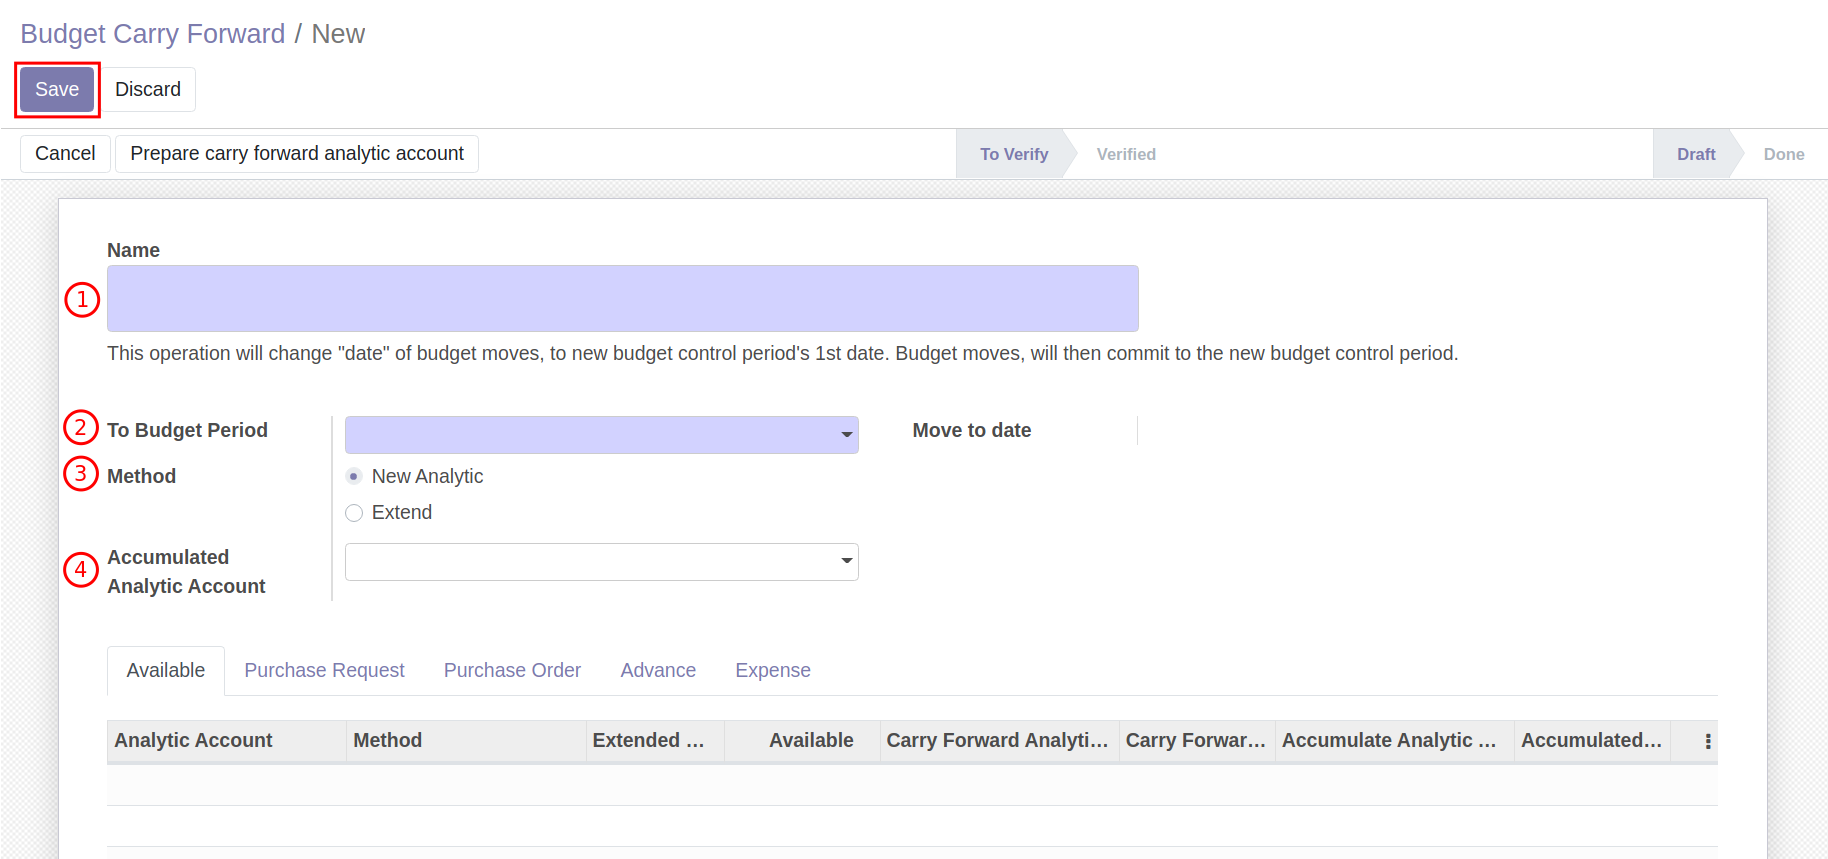 Budget Carry Forward / New
Save Discard
Cancel Prepare carry forward analytic account To Verify Verified Draft Done
Name
1
This operation will change "date" of budget moves, to new budget control period's 1st date. Budget moves, will then commit to the new budget control period.
2 To Budget Period Move to date
3 Method New Analytic
Extend
4 Accumulated
Analytic Account
Available Purchase Request Purchase Order Advance Expense
Analytic Account Method Extended ... Available Carry Forward Analyti... Carry Forwar... Accumulate Analytic ... Accumulated...